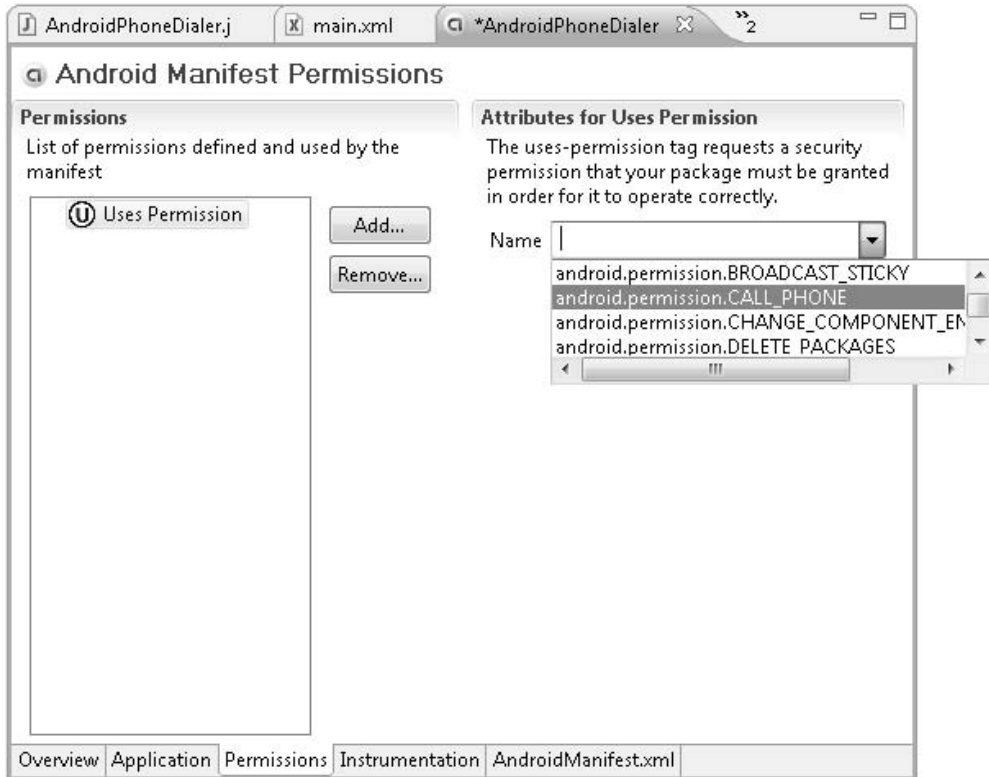 AndroidPhoneDialer.j
main.xml
*AndroidPhoneDialer
»2
Android Manifest Permissions
Permissions
List of permissions defined and used by the
manifest
Uses Permission
Add...
Remove...
Attributes for Uses Permission
The uses-permission tag requests a security
permission that your package must be granted
in order for it to operate correctly.
Name
android.permission.BROADCAST_STICKY
android.permission.CALL_PHONE
android.permission.CHANGE_COMPONENT_EN
android.permission.DELETE_PACKAGES
Overview Application Permissions Instrumentation AndroidManifest.xml